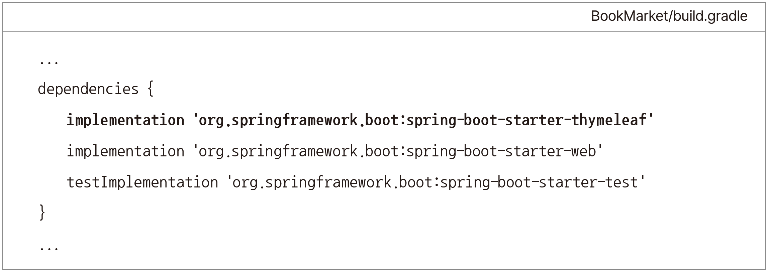 BookMarket/build.gradle
...
dependencies {
implementation 'org.springframework.boot:spring-boot-starter-thymeleaf'
implementation 'org.springframework.boot:spring-boot-starter-web'
testImplementation 'org.springframework.boot:spring-boot-starter-test'
}
...